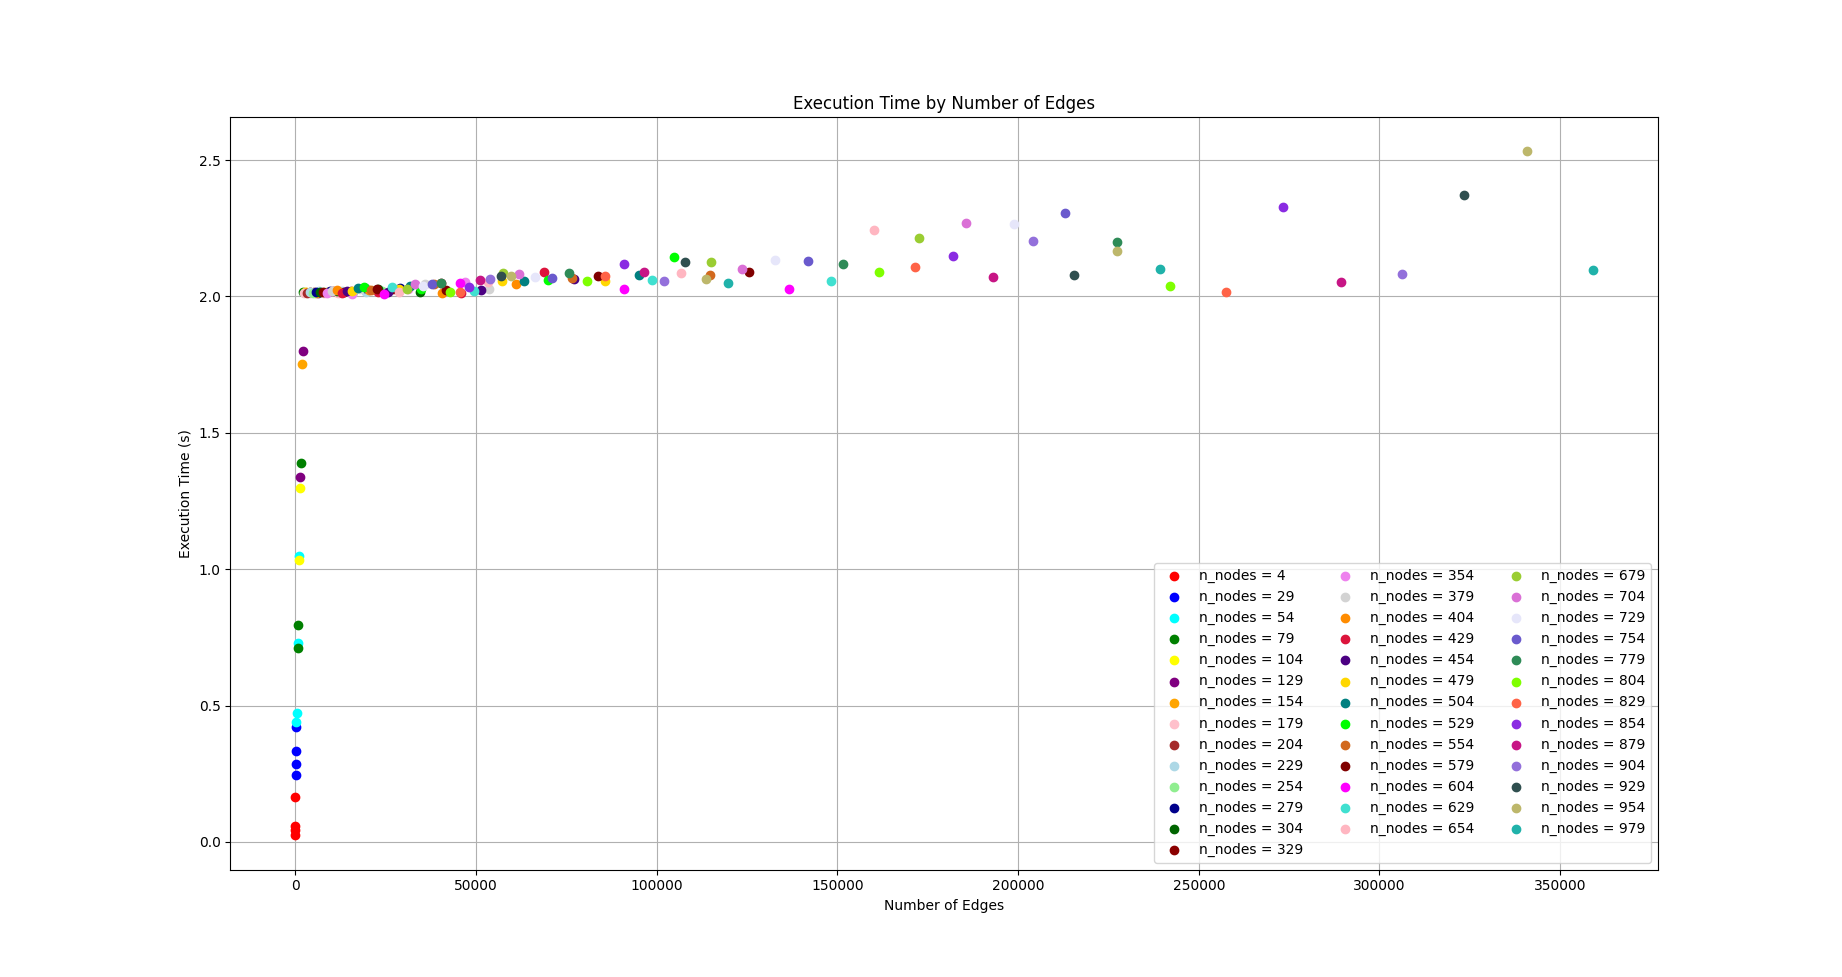 Execution Time by Number of Edges
Execution Time (s)
2.5
2.0
1.5
1.0
0.5
0.0
0 50000 100000 150000 200000 250000 300000 350000
Number of Edges
n_nodes = 4
n_nodes = 29
n_nodes = 54
n_nodes = 79
n_nodes = 104
n_nodes = 129
n_nodes = 154
n_nodes = 179
n_nodes = 204
n_nodes = 229
n_nodes = 254
n_nodes = 279
n_nodes = 304
n_nodes = 329
n_nodes = 354
n_nodes = 379
n_nodes = 404
n_nodes = 429
n_nodes = 454
n_nodes = 479
n_nodes = 504
n_nodes = 529
n_nodes = 554
n_nodes = 579
n_nodes = 604
n_nodes = 629
n_nodes = 654
n_nodes = 679
n_nodes = 704
n_nodes = 729
n_nodes = 754
n_nodes = 779
n_nodes = 804
n_nodes = 829
n_nodes = 854
n_nodes = 879
n_nodes = 904
n_nodes = 929
n_nodes = 954
n_nodes = 979